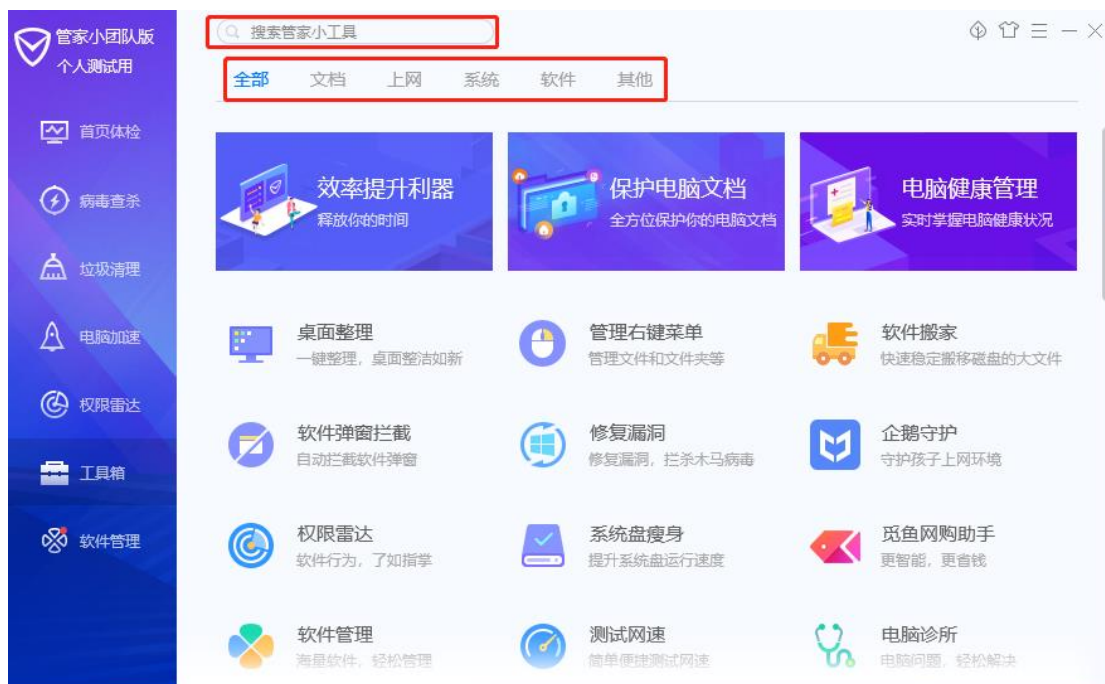 管家小团队版
个人测试用
首页体检
病毒查杀
垃圾清理
电脑加速
权限雷达
工具箱
软件管理
搜索管家小工具
全部 文档 上网 系统 软件 其他
效率提升利器
释放你的时间
保护电脑文档
全方位保护你的电脑文档
电脑健康管理
实时掌握电脑健康状况
桌面整理
一键整理，桌面整洁如新
管理右键菜单
管理文件和文件夹等
软件搬家
快速稳定搬移磁盘的大文件
软件弹窗拦截
自动拦截软件弹窗
修复漏洞
修复漏洞，拦杀木马病毒
企鹅守护
守护孩子上网环境
权限雷达
软件行为，了如指掌
系统盘瘦身
提升系统盘运行速度
觅鱼网购助手
更智能，更省钱
软件管理
海量软件，轻松管理
测试网速
简单便捷测试网速
电脑诊所
电脑问题，轻松解决